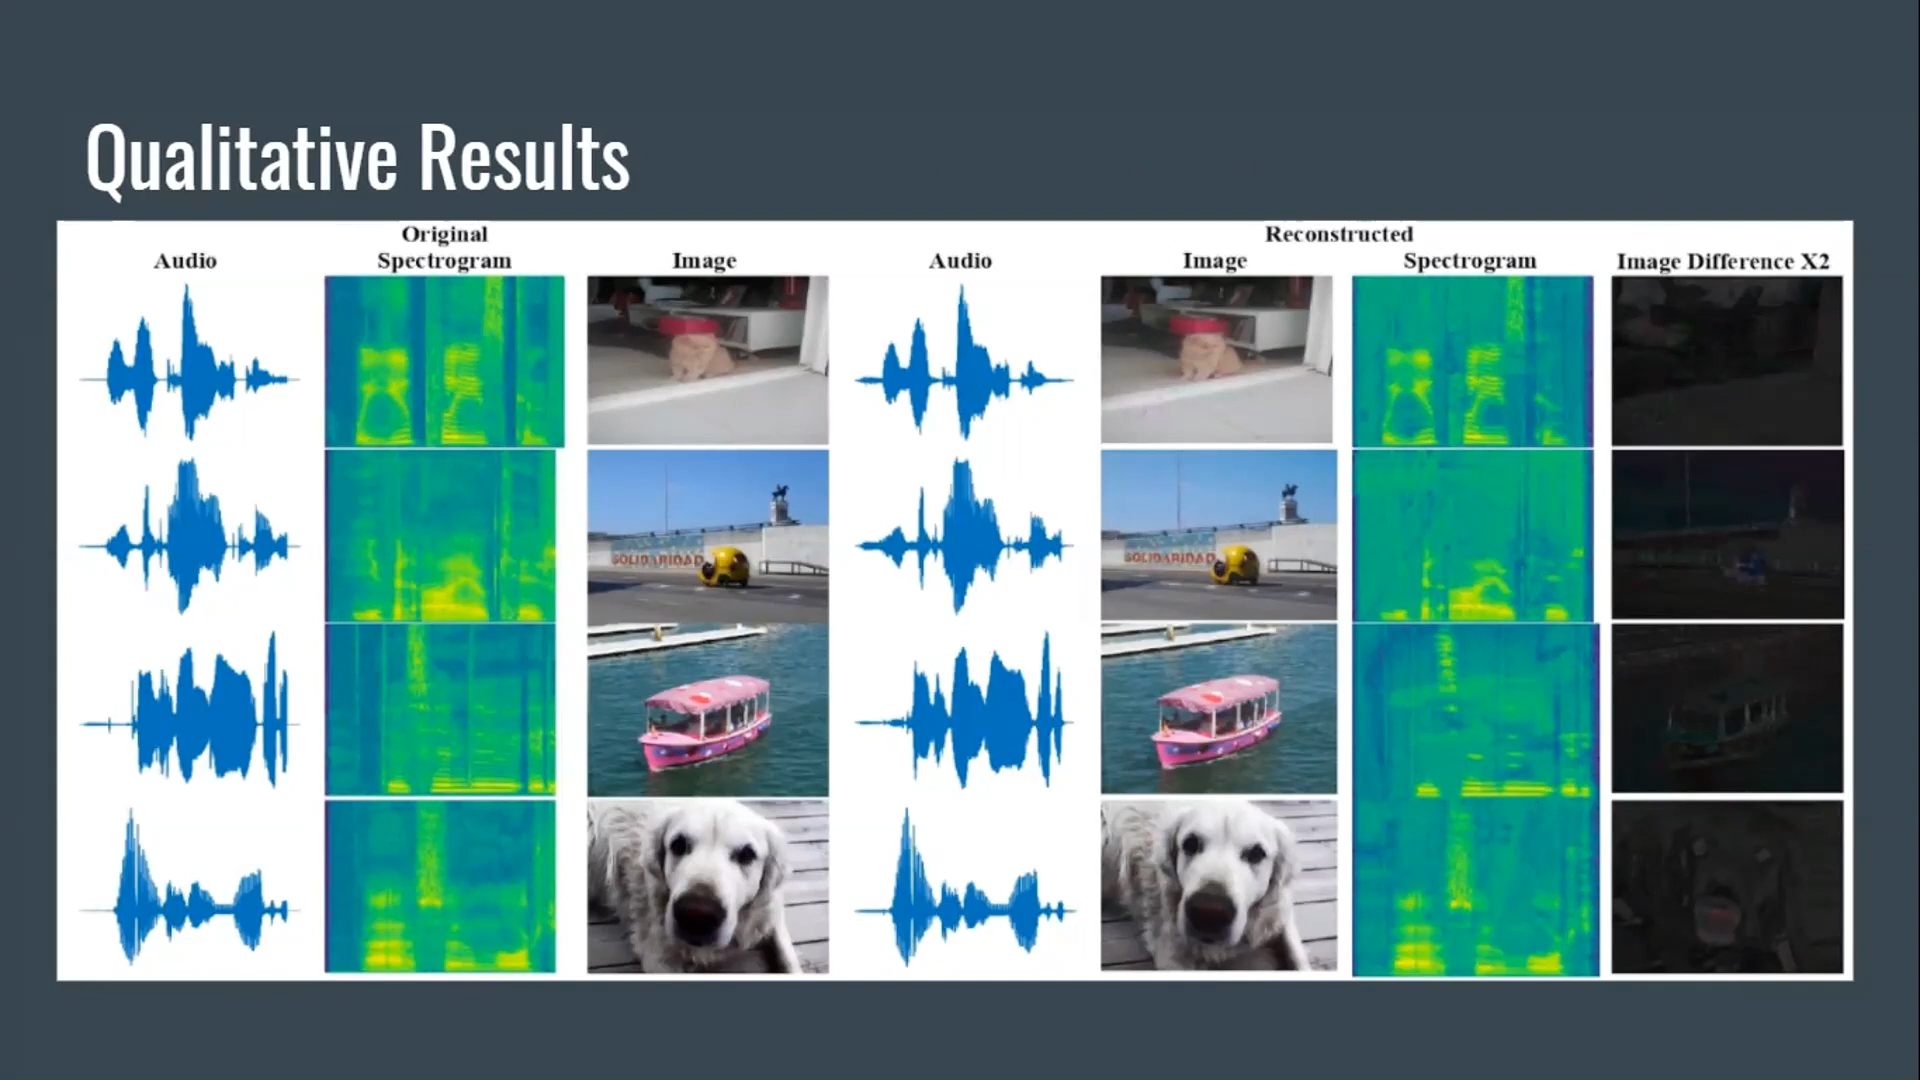 Qualitative Results
Original
Reconstructed
Audio
Spectrogram
Image
Audio
Image
Spectrogram
Image Difference X2
SOLIDARIDAD
SOLIDARIDAD